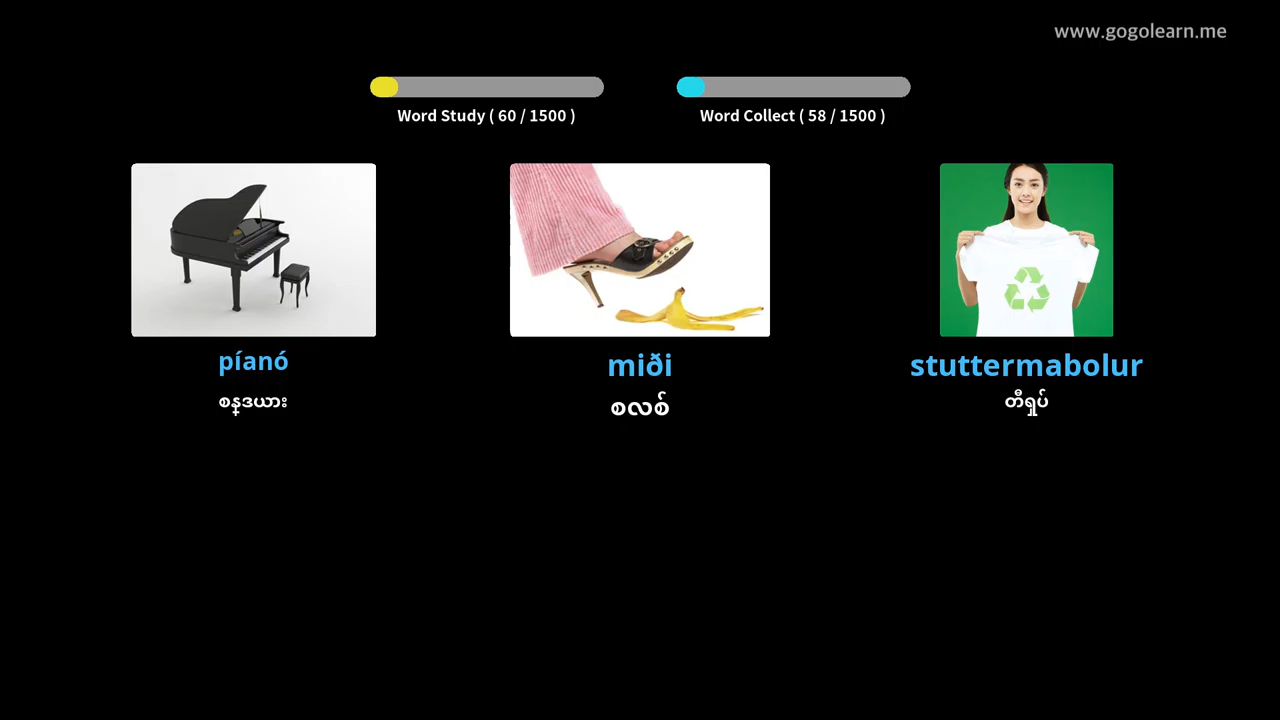 www.gogolearn.me
Word Study ( 60 / 1500 )
Word Collect ( 58 / 1500 )
píanó
miði
stuttermabolur
စန္ဒယား
စလစ်
တီရှပ်